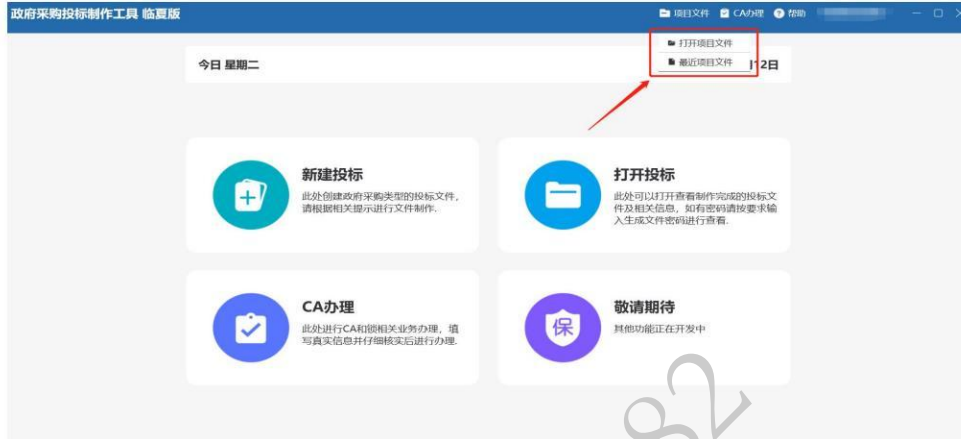 政府采购投标制作工具 临夏版
项目文件 CA办理 帮助
打开项目文件
最近项目文件
今日 星期二
12日
新建投标
此处创建政府采购类型的投标文件，
请根据相关提示进行文件制作.
打开投标
此处可以打开查看制作完成的投标文
件及相关信息，如有密码请按要求输
入生成文件密码进行查看.
CA办理
此处进行CA和锁相关业务办理，填
写真实信息并仔细核实后进行办理.
敬请期待
其他功能正在开发中
保
82